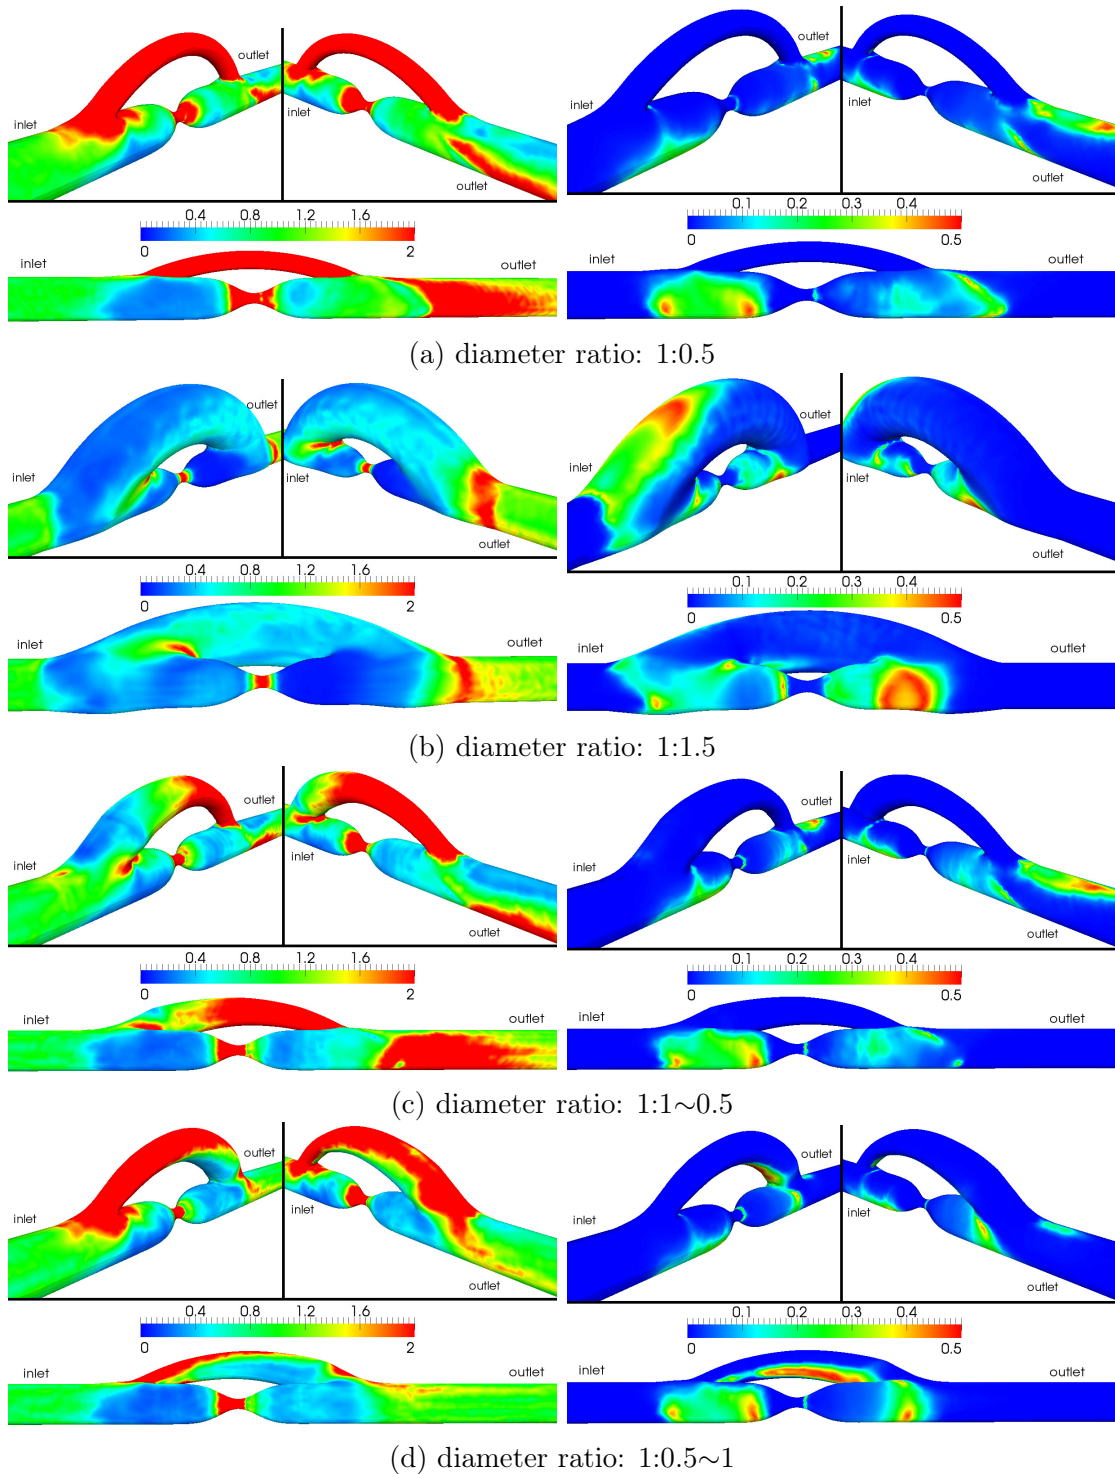 outlet
inlet
inlet
outlet
0.4 0.8 1.2 1.6
0 2
inlet
outlet
outlet
inlet
inlet
outlet
0.1 0.2 0.3 0.4
0 0.5
inlet
outlet
(a) diameter ratio: 1:0.5
outlet
inlet
inlet
outlet
0.4 0.8 1.2 1.6
0 2
inlet
outlet
outlet
inlet
inlet
outlet
0.1 0.2 0.3 0.4
0 0.5
inlet
outlet
(b) diameter ratio: 1:1.5
outlet
inlet
inlet
outlet
0.4 0.8 1.2 1.6
0 2
inlet
outlet
outlet
inlet
inlet
outlet
0.1 0.2 0.3 0.4
0 0.5
inlet
outlet
(c) diameter ratio: 1:1∼0.5
outlet
inlet
inlet
outlet
0.4 0.8 1.2 1.6
0 2
inlet
outlet
outlet
inlet
inlet
outlet
0.1 0.2 0.3 0.4
0 0.5
inlet
outlet
(d) diameter ratio: 1:0.5∼1